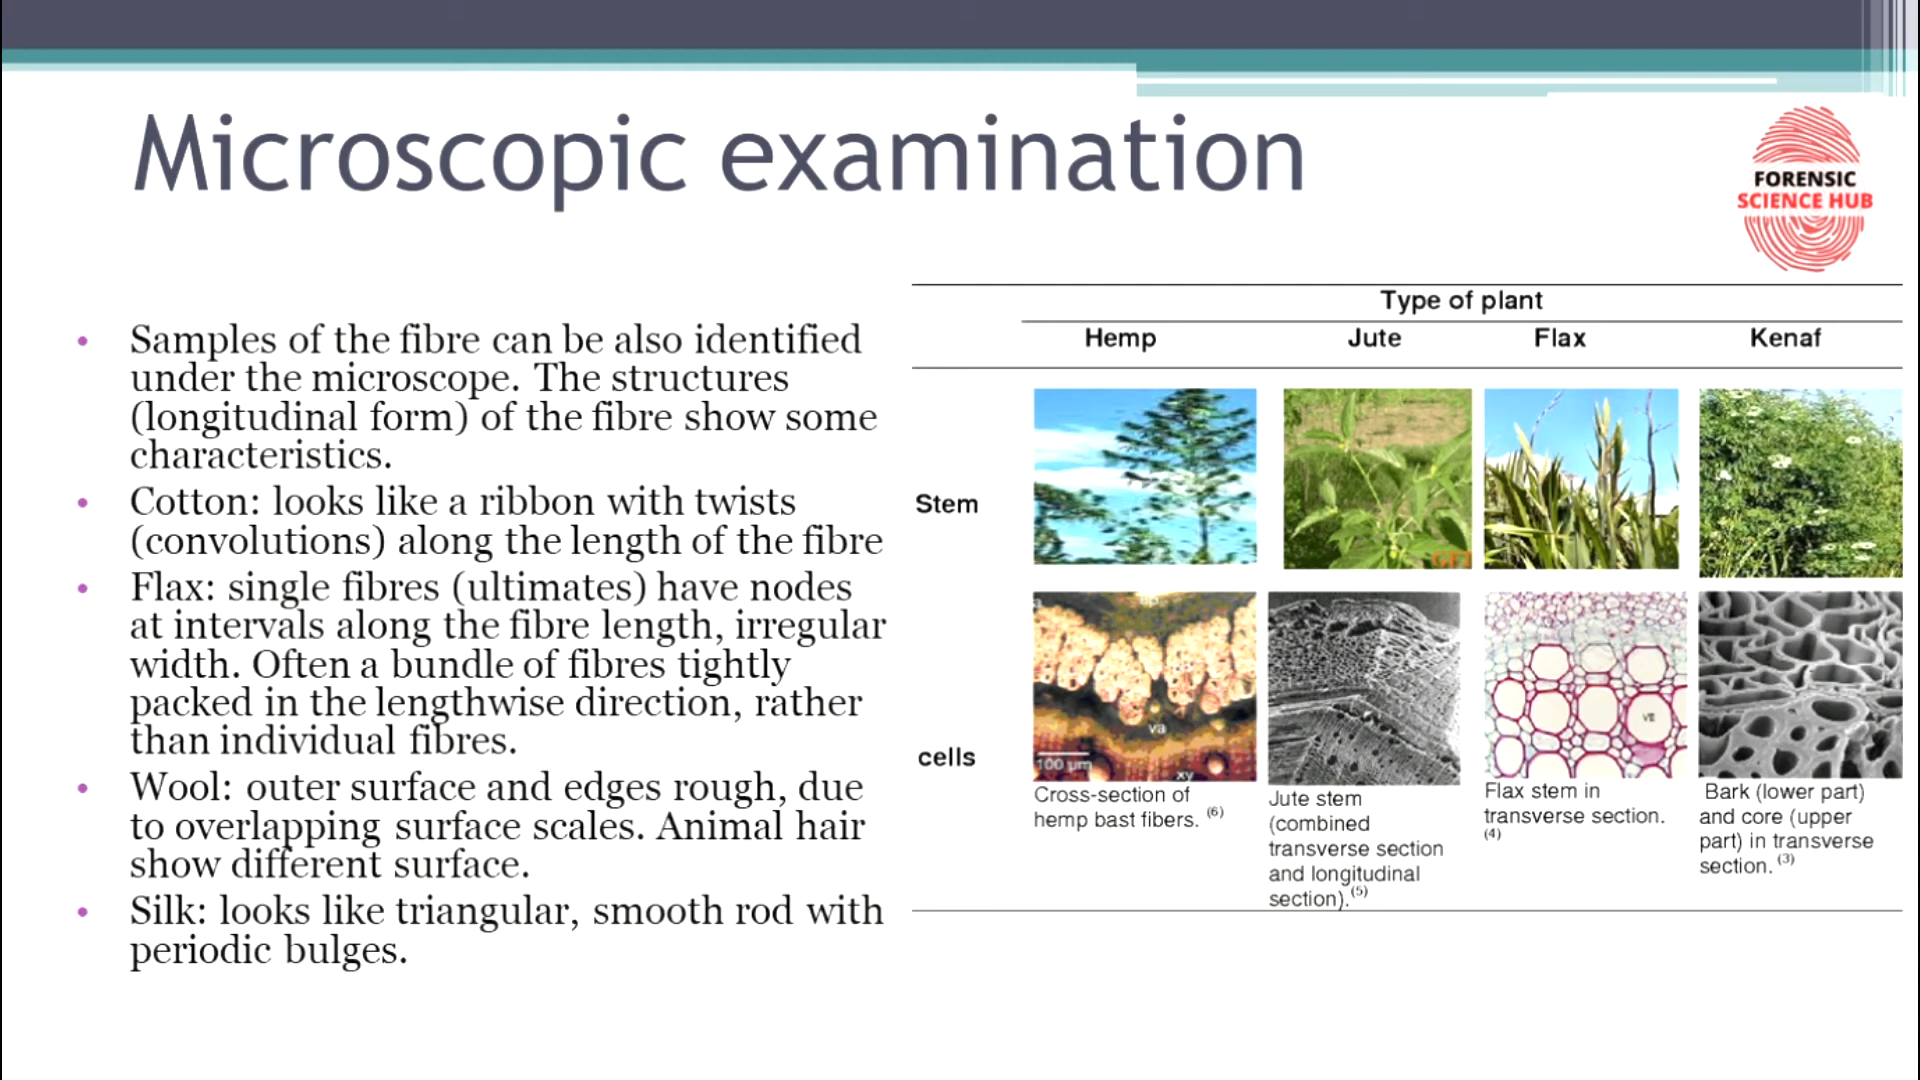 Microscopic examination
FORENSIC
SCIENCE HUB
• Samples of the fibre can be also identified
under the microscope. The structures
(longitudinal form) of the fibre show some
characteristics.
• Cotton: looks like a ribbon with twists
(convolutions) along the length of the fibre
• Flax: single fibres (ultimates) have nodes
at intervals along the fibre length, irregular
width. Often a bundle of fibres tightly
packed in the lengthwise direction, rather
than individual fibres.
• Wool: outer surface and edges rough, due
to overlapping surface scales. Animal hair
show different surface.
• Silk: looks like triangular, smooth rod with
periodic bulges.
Type of plant
Hemp Jute Flax Kenaf
Stem
GFT
cells
va
100 µm
xy
VE
Cross-section of
hemp bast fibers. (6)
Jute stem
(combined
transverse section
and longitudinal
section).(5)
Flax stem in
transverse section.
(4)
Bark (lower part)
and core (upper
part) in transverse
section. (3)